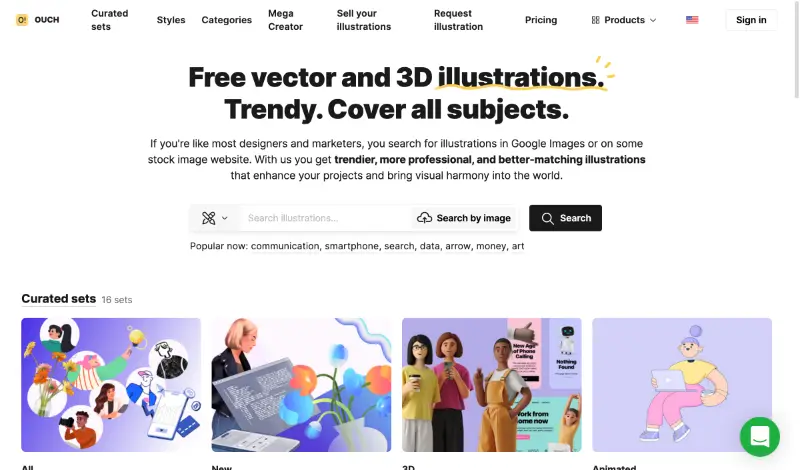 O! OUCH
Curated sets
Styles
Categories
Mega Creator
Sell your illustrations
Request illustration
Pricing
Products
Sign in
Free vector and 3D illustrations.
Trendy. Cover all subjects.
If you're like most designers and marketers, you search for illustrations in Google Images or on some
stock image website. With us you get trendier, more professional, and better-matching illustrations
that enhance your projects and bring visual harmony into the world.
Search illustrations...
Search by image
Search
Popular now: communication, smartphone, search, data, arrow, money, art
Curated sets 16 sets
New Age
of Phone
Calling
Nothing
Found
Work from
home now
All
New
3D
Animated